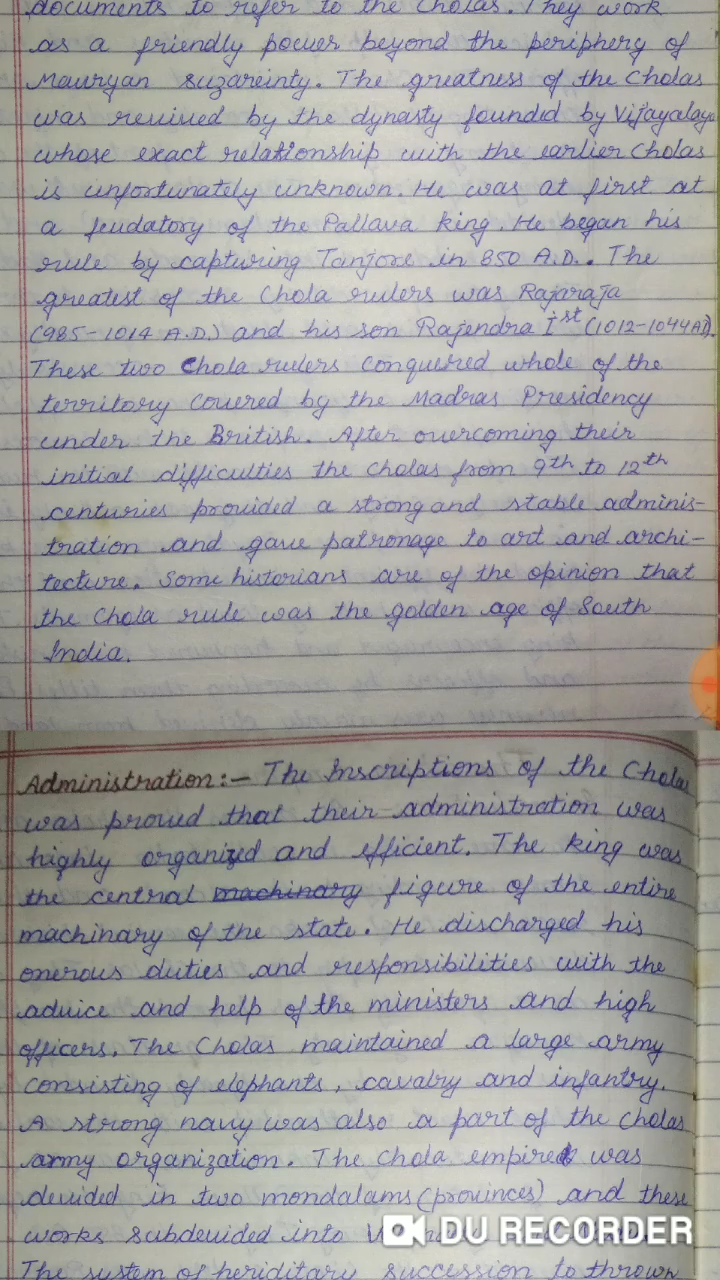 documents to refer to the Cholas. They work
as a friendly power beyond the periphery of
Mauryan suzareinty. The greatness of the Cholas
was revived by the dynasty founded by Vijayalaya
whose exact relationship with the earlier Cholas
is unfortunately unknown. He was at first at
a feudatory of the Pallava king. He began his
rule by capturing Tanjore in 850 A.D.. The
greatest of the Chola rulers was Rajaraja
(985-1014 A.D.) and his son Rajendra Ist (1012-1044AD).
These two Chola rulers conquered whole of the
territory covered by the Madras Presidency
under the British. After overcoming their
initial difficulties the Cholas from 9th to 12th
centuries provided a strong and stable adminis-
tration and gave patronage to art and archi-
tecture. Some historians are of the opinion that
the Chola rule was the golden age of South
India.
Administration:- The Inscriptions of the Cholas
was proved that their administration was
highly organized and efficient. The king was
the central machinary figure of the entire
machinary of the state. He discharged his
onerous duties and responsibilities with the
advice and help of the ministers and high
officers. The Cholas maintained a large army
consisting of elephants, cavalry and infantry.
A strong navy was also a part of the Cholas
army organization. The Chola empire was
devided in two mondalams (provinces) and these
works subdevided into
DU RECORDER
The system of heriditary succession to thrown